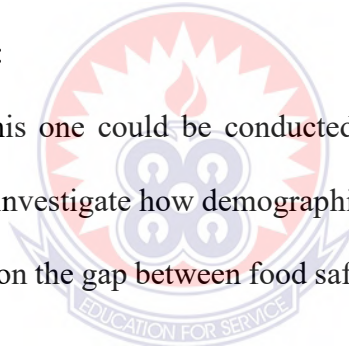 :
his one could be conducted
investigate how demographi
on the gap between food saf
EDUCATION FOR SERVICE